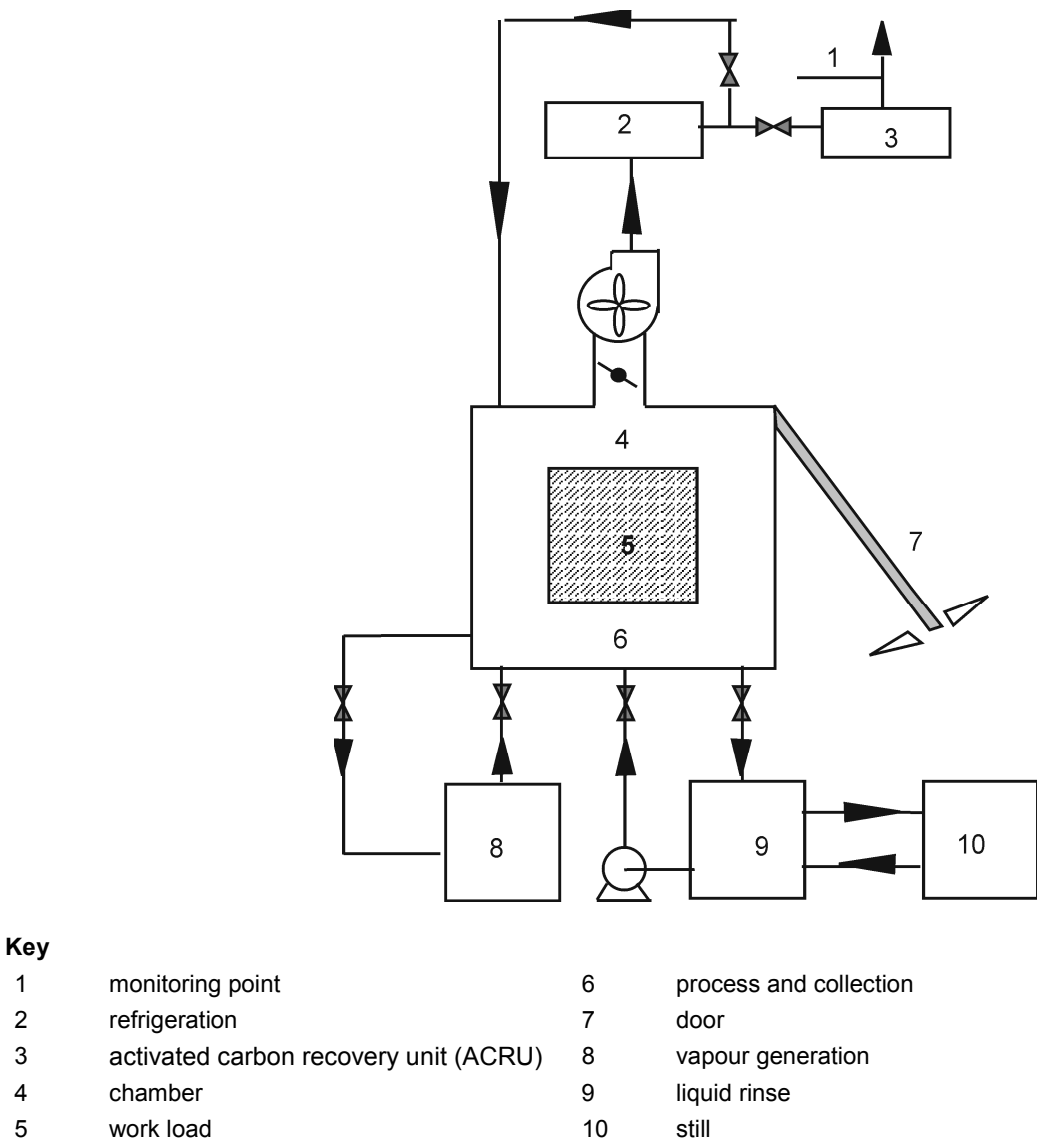 1
2
3
4
5
7
6
8
9
10
Key
1 monitoring point 6 process and collection
2 refrigeration 7 door
3 activated carbon recovery unit (ACRU) 8 vapour generation
4 chamber 9 liquid rinse
5 work load 10 still